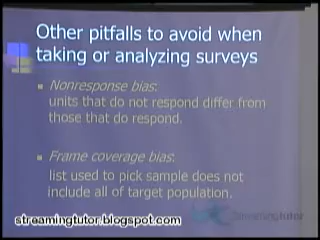 Other pitfalls to avoid when
taking or analyzing surveys
Nonresponse bias:
units that do not respond differ from
those that do respond.
Frame coverage bias:
list used to pick sample does not
include all of target population.
streamingtutor.blogspot.com
streamingtutor